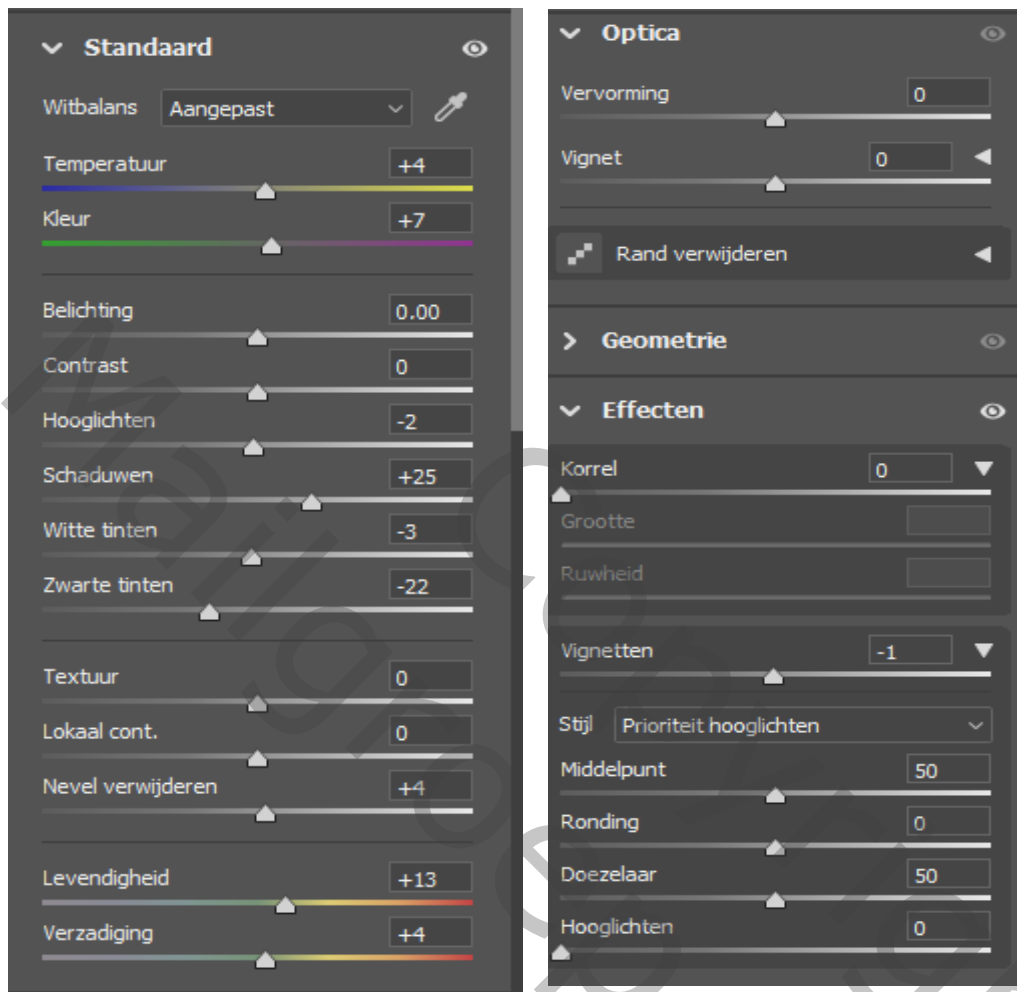 Standaard
Witbalans Aangepast
Temperatuur +4
Kleur +7
Belichting 0.00
Contrast 0
Hooglichten -2
Schaduwen +25
Witte tinten -3
Zwarte tinten -22
Textuur 0
Lokaal cont. 0
Nevel verwijderen +4
Levendigheid +13
Verzadiging +4
Optica
Vervorming 0
Vignet 0
Rand verwijderen
Geometrie
Effecten
Korrel 0
Grootte
Ruwheid
Vignetten -1
Stijl Prioriteit hooglichten
Middelpunt 50
Ronding 0
Doezelaar 50
Hooglichten 0